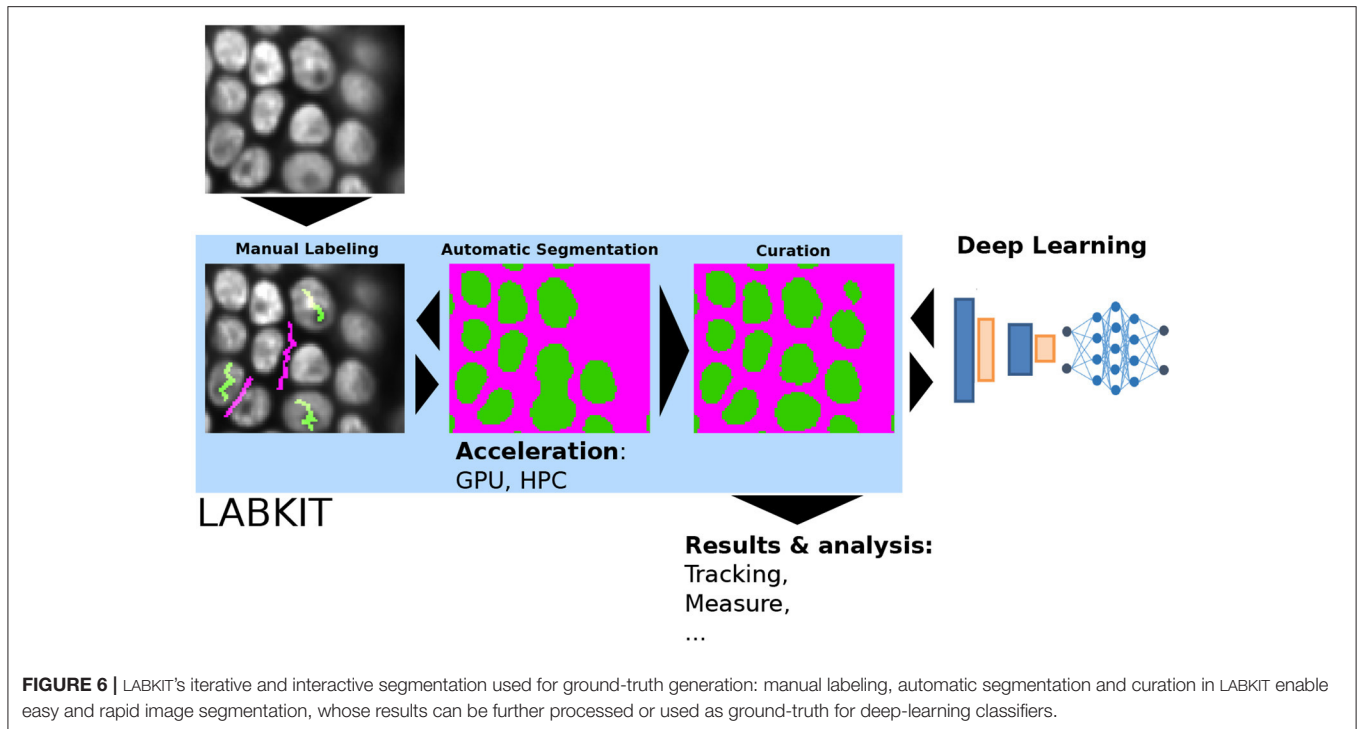 Manual Labeling
Automatic Segmentation
Curation
Deep Learning
Acceleration:
GPU, HPC
LABKIT
Results & analysis:
Tracking,
Measure,
...
FIGURE 6 | LABKIT's iterative and interactive segmentation used for ground-truth generation: manual labeling, automatic segmentation and curation in LABKIT enable
easy and rapid image segmentation, whose results can be further processed or used as ground-truth for deep-learning classifiers.